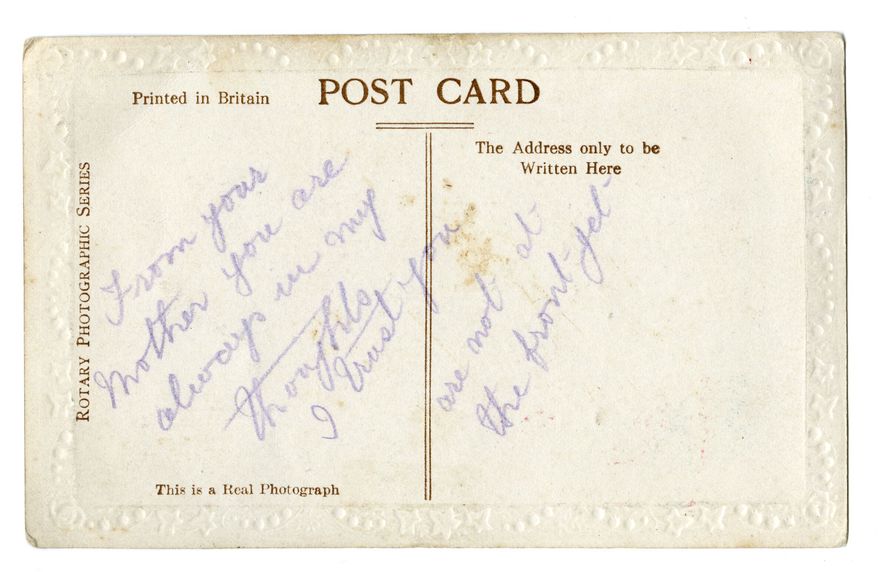 Printed in Britain
POST CARD
The Address only to be
Written Here
ROTARY PHOTOGRAPHIC SERIES
From your
Mother you are
always in my
thoughts
I trust you
are not at
the front yet
This is a Real Photograph